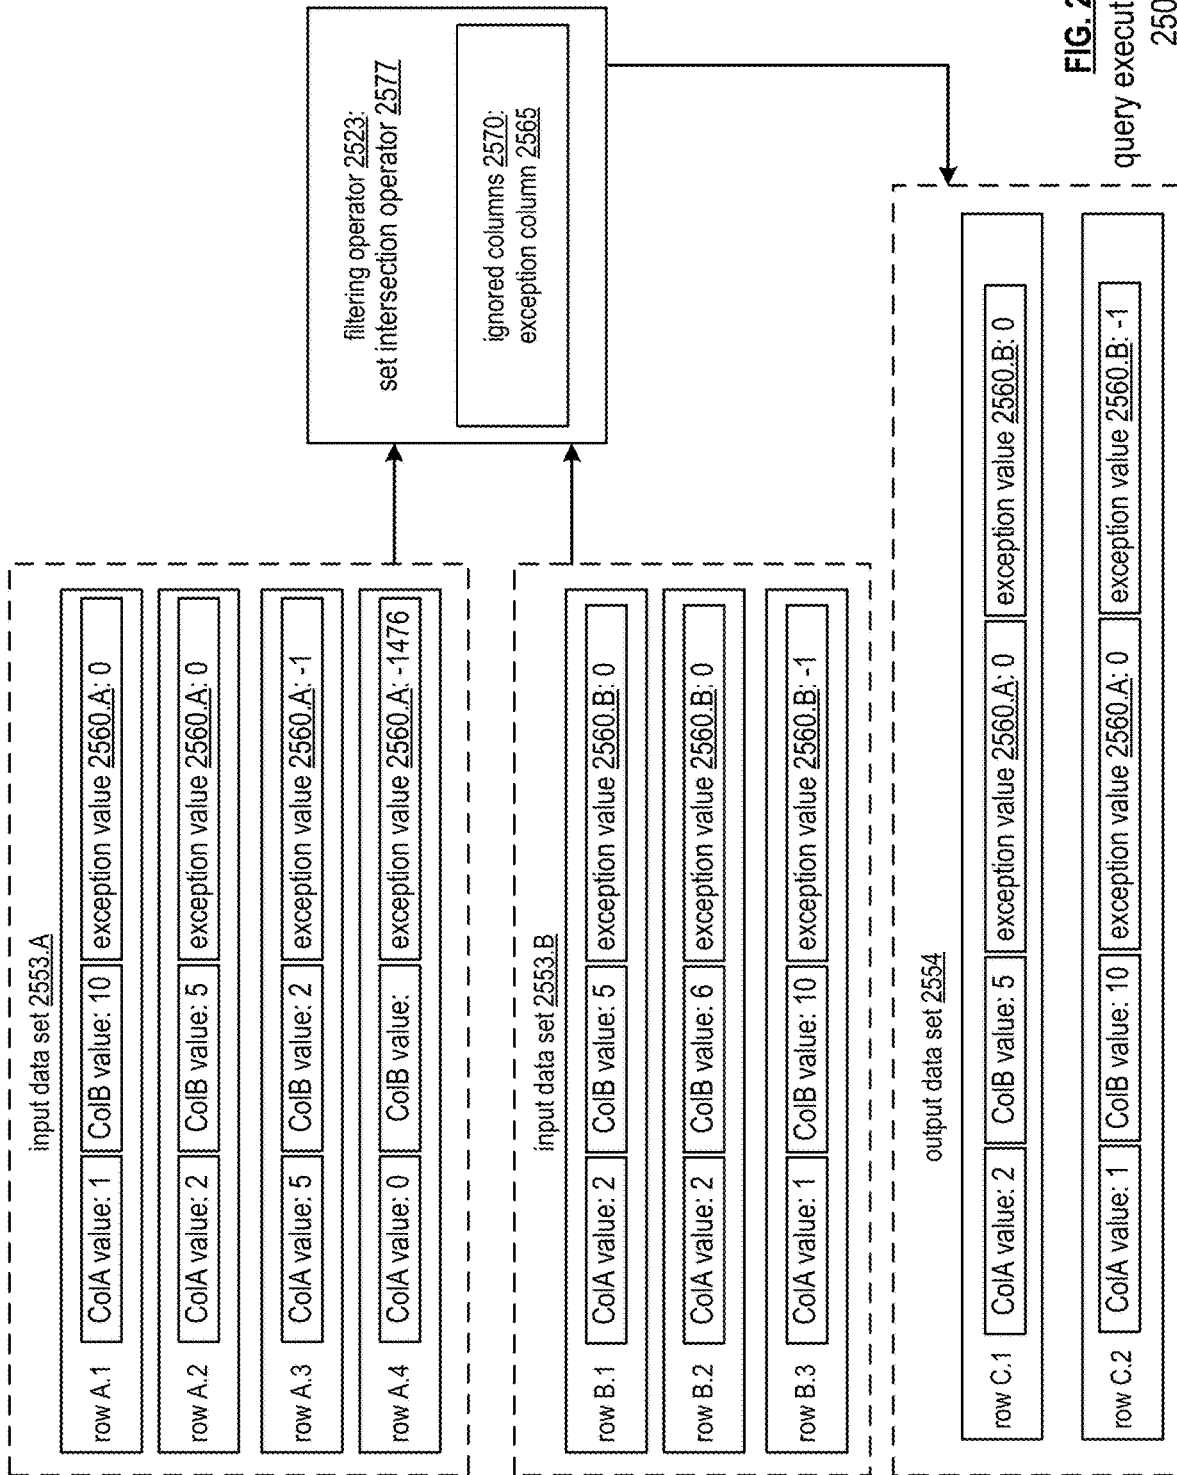 input data set 2553.A
row A.1 ColA value: 1 ColB value: 10 exception value 2560.A: 0
row A.2 ColA value: 2 ColB value: 5 exception value 2560.A: 0
row A.3 ColA value: 5 ColB value: 2 exception value 2560.A: -1
row A.4 ColA value: 0 ColB value: exception value 2560.A: -1476
input data set 2553.B
row B.1 ColA value: 2 ColB value: 5 exception value 2560.B: 0
row B.2 ColA value: 2 ColB value: 6 exception value 2560.B: 0
row B.3 ColA value: 1 ColB value: 10 exception value 2560.B: -1
filtering operator 2523:
set intersection operator 2577
ignored columns 2570:
exception column 2565
output data set 2554
row C.1 ColA value: 2 ColB value: 5 exception value 2560.A: 0 exception value 2560.B: 0
row C.2 ColA value: 1 ColB value: 10 exception value 2560.A: 0 exception value 2560.B: -1
FIG. 2
query execut
250